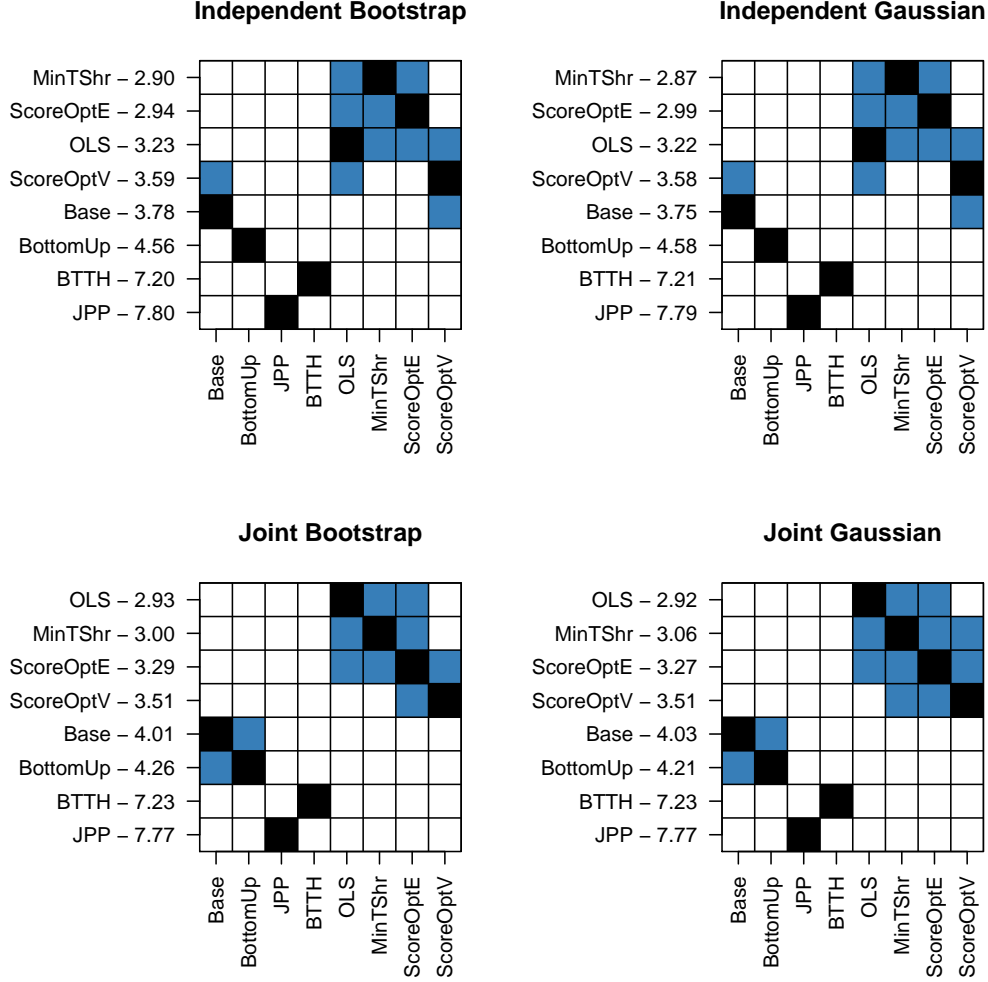 Independent Bootstrap
MinTShr − 2.90
ScoreOptE − 2.94
OLS − 3.23
ScoreOptV − 3.59
Base − 3.78
BottomUp − 4.56
BTTH − 7.20
JPP − 7.80
Base
BottomUp
JPP
BTTH
OLS
MinTShr
ScoreOptE
ScoreOptV
Independent Gaussian
MinTShr − 2.87
ScoreOptE − 2.99
OLS − 3.22
ScoreOptV − 3.58
Base − 3.75
BottomUp − 4.58
BTTH − 7.21
JPP − 7.79
Base
BottomUp
JPP
BTTH
OLS
MinTShr
ScoreOptE
ScoreOptV
Joint Bootstrap
OLS − 2.93
MinTShr − 3.00
ScoreOptE − 3.29
ScoreOptV − 3.51
Base − 4.01
BottomUp − 4.26
BTTH − 7.23
JPP − 7.77
Base
BottomUp
JPP
BTTH
OLS
MinTShr
ScoreOptE
ScoreOptV
Joint Gaussian
OLS − 2.92
MinTShr − 3.06
ScoreOptE − 3.27
ScoreOptV − 3.51
Base − 4.03
BottomUp − 4.21
BTTH − 7.23
JPP − 7.77
Base
BottomUp
JPP
BTTH
OLS
MinTShr
ScoreOptE
ScoreOptV